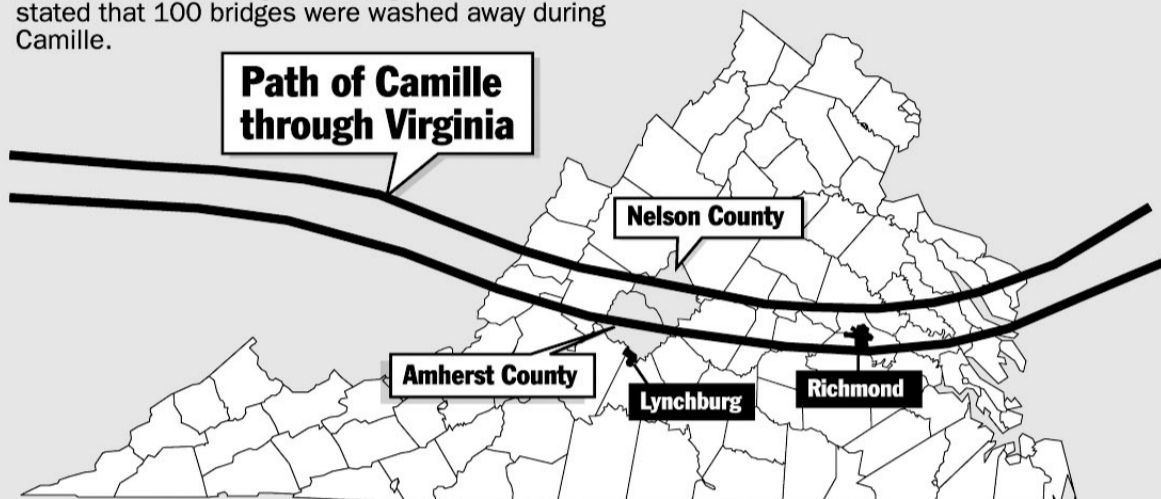 stated that 100 bridges were washed away during
Camille.
Path of Camille
through Virginia
Nelson County
Amherst County
Lynchburg
Richmond